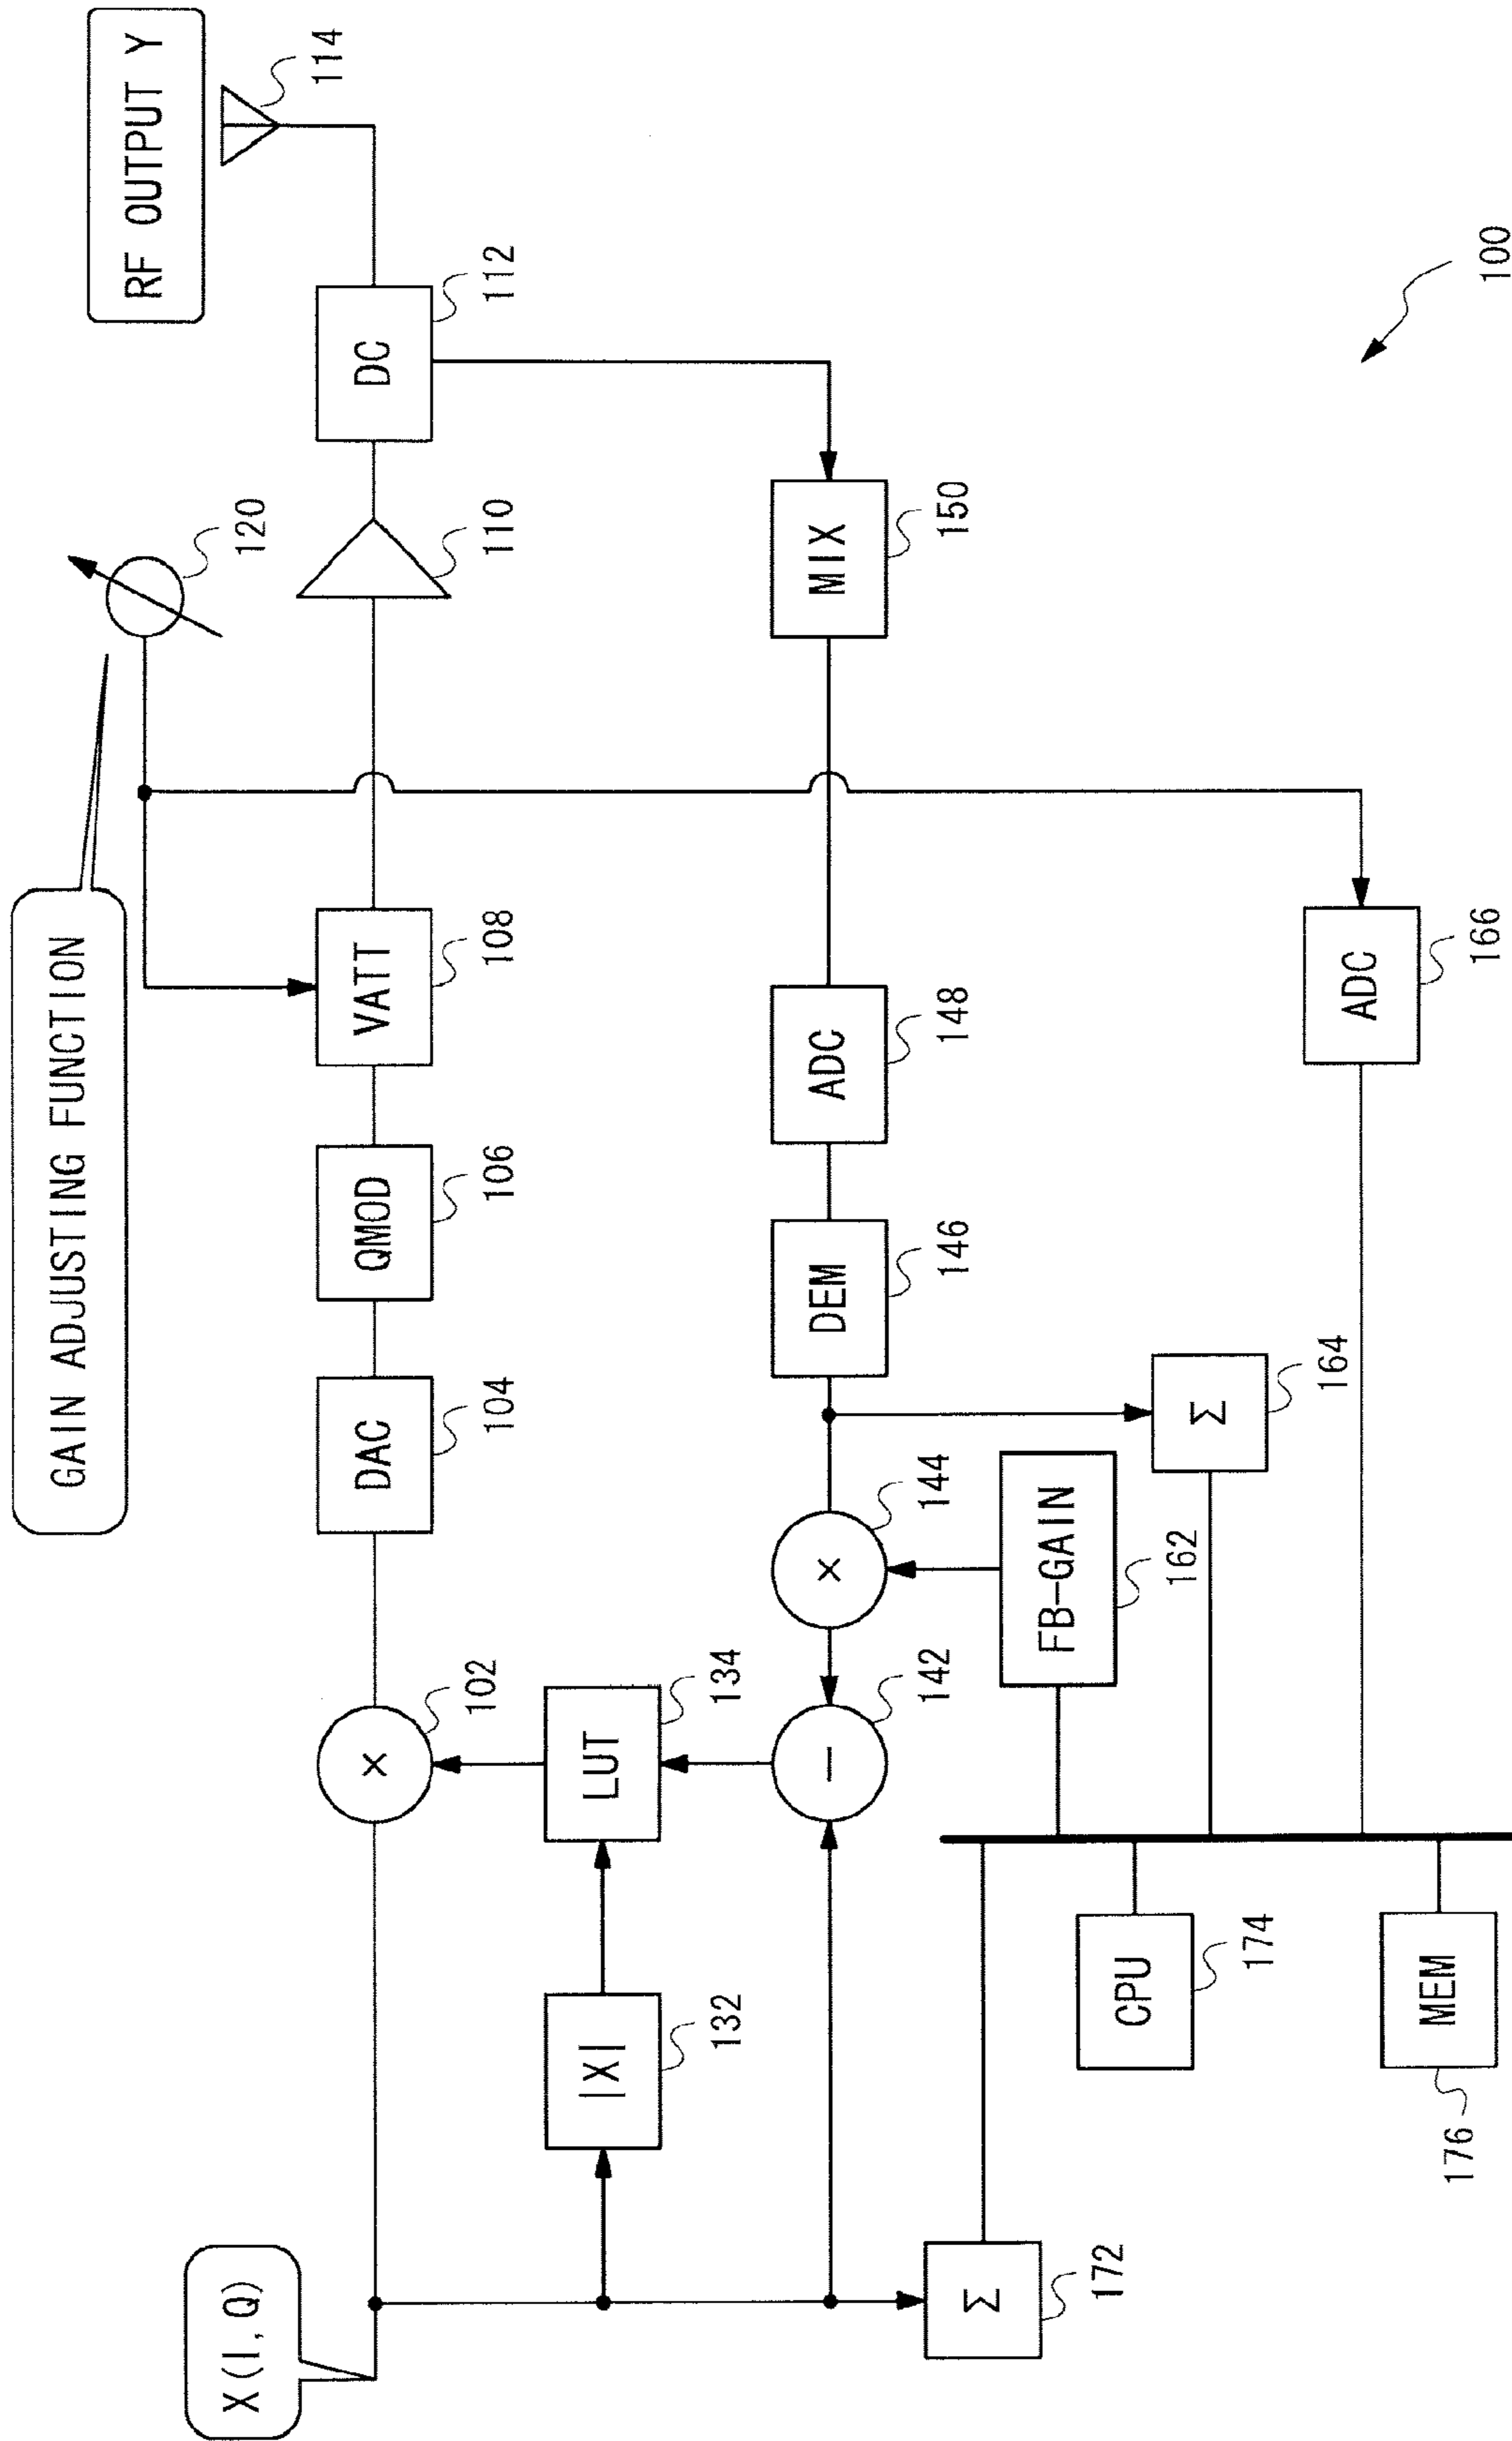 GAIN ADJUSTING FUNCTION
RF OUTPUT Y
120
114
X(I,Q)
×
102
DAC
104
QMOD
106
VATT
108
110
DC
112
|X|
132
LUT
134
−
142
×
144
DEM
146
ADC
148
MIX
150
Σ
172
FB-GAIN
162
Σ
164
ADC
166
CPU
174
MEM
176
100